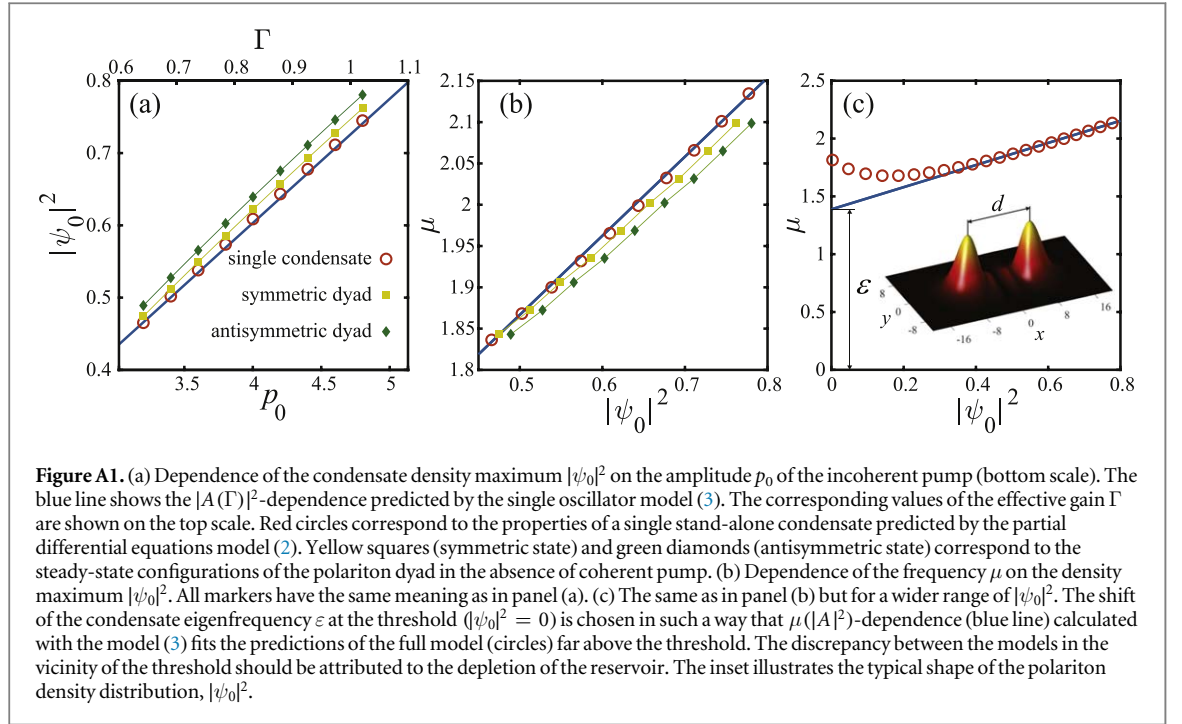 Γ
0.6 0.7 0.8 0.9 1 1.1
(a)
0.8
0.7
0.6
0.5
0.4
|ψ₀|²
single condensate
symmetric dyad
antisymmetric dyad
3.5 4 4.5 5
p₀
(b)
2.15
2.1
2.05
2
1.95
1.9
1.85
1.8
μ
0.5 0.6 0.7 0.8
|ψ₀|²
(c)
2.5
2
1.5
1
0.5
0
μ
ε
d
8
0
-8
y
-16
-8
0
8
16
x
0 0.2 0.4 0.6 0.8
|ψ₀|²
Figure A1. (a) Dependence of the condensate density maximum |ψ₀|² on the amplitude p₀ of the incoherent pump (bottom scale). The
blue line shows the |A(Γ)|²-dependence predicted by the single oscillator model (3). The corresponding values of the effective gain Γ
are shown on the top scale. Red circles correspond to the properties of a single stand-alone condensate predicted by the partial
differential equations model (2). Yellow squares (symmetric state) and green diamonds (antisymmetric state) correspond to the
steady-state configurations of the polariton dyad in the absence of coherent pump. (b) Dependence of the frequency μ on the density
maximum |ψ₀|². All markers have the same meaning as in panel (a). (c) The same as in panel (b) but for a wider range of |ψ₀|². The shift
of the condensate eigenfrequency ε at the threshold (|ψ₀|² = 0) is chosen in such a way that μ(|A|²)-dependence (blue line) calculated
with the model (3) fits the predictions of the full model (circles) far above the threshold. The discrepancy between the models in the
vicinity of the threshold should be attributed to the depletion of the reservoir. The inset illustrates the typical shape of the polariton
density distribution, |ψ₀|².